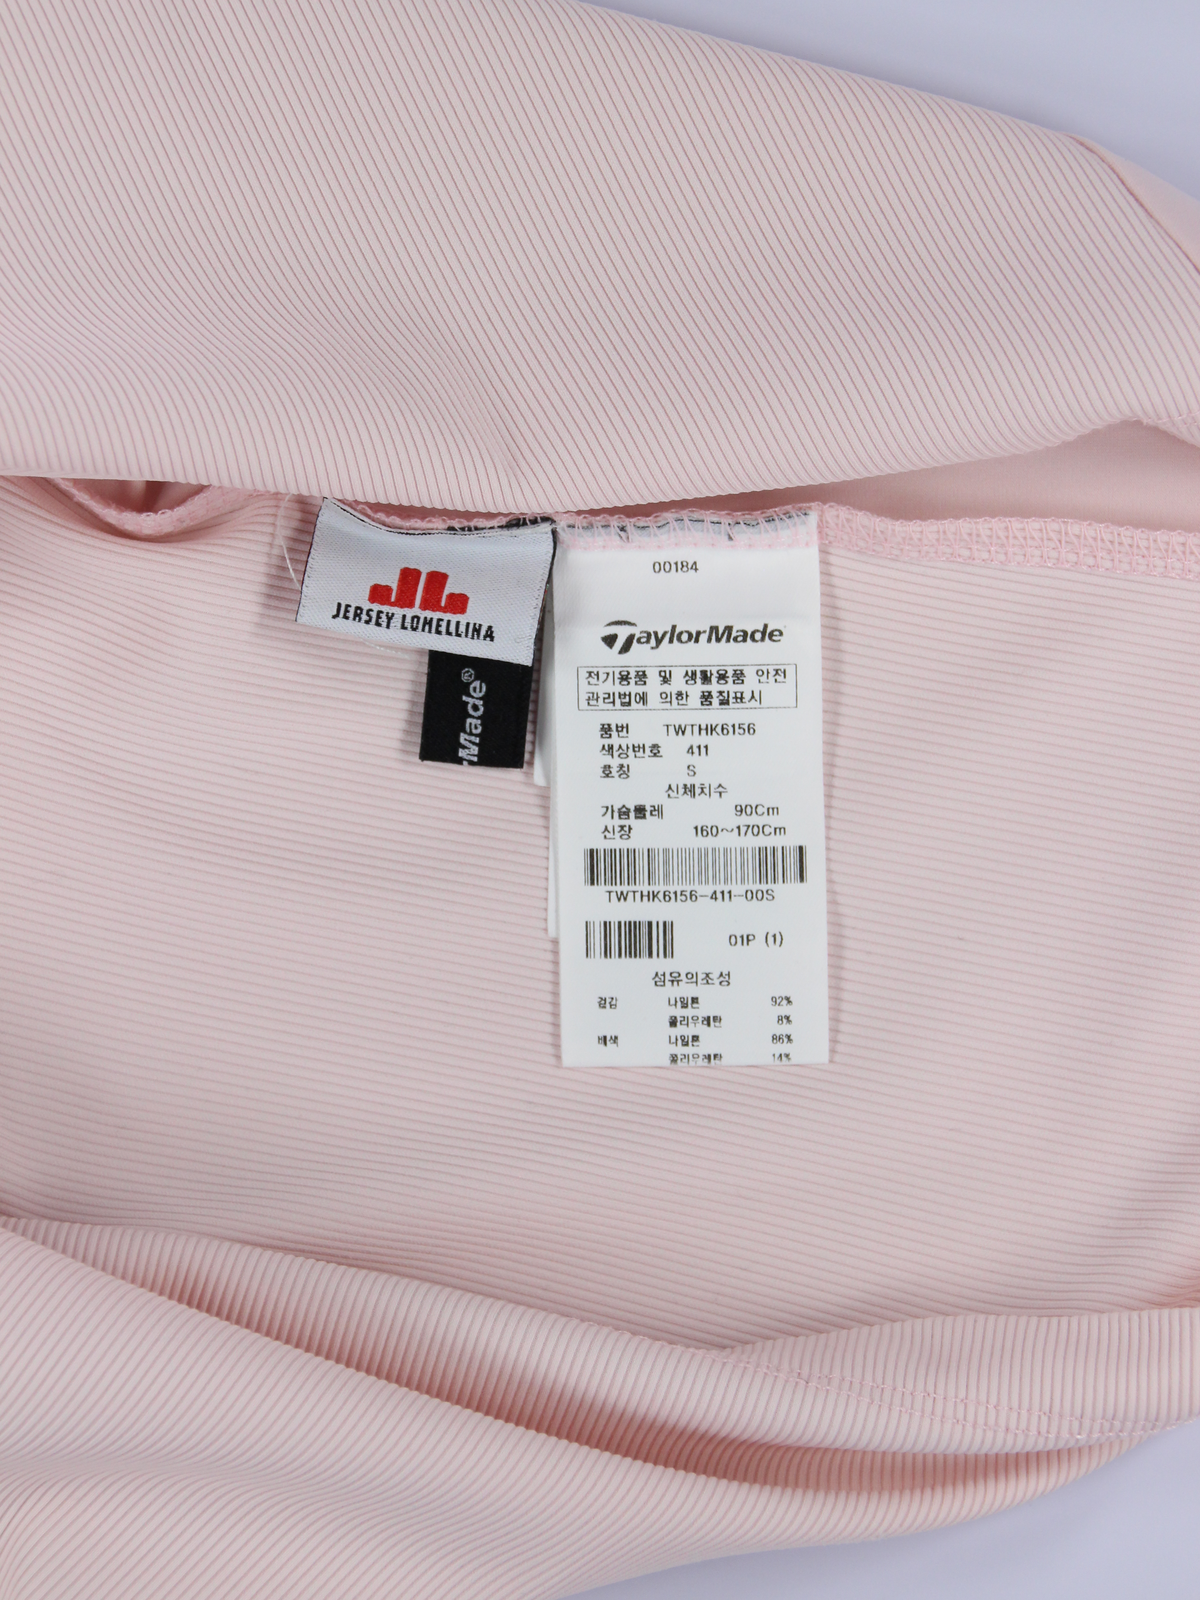 JERSEY LOMELLINA
rMade®
00184
TaylorMade
전기용품 및 생활용품 안전
관리법에 의한 품질표시
품번 TWTHK6156
색상번호 411
호칭 S
신체치수
가슴둘레 90Cm
신장 160~170Cm
TWTHK6156-411-00S
01P (1)
섬유의조성
겉감 나일론 92%
폴리우레탄 8%
배색 나일론 86%
폴리우레탄 14%